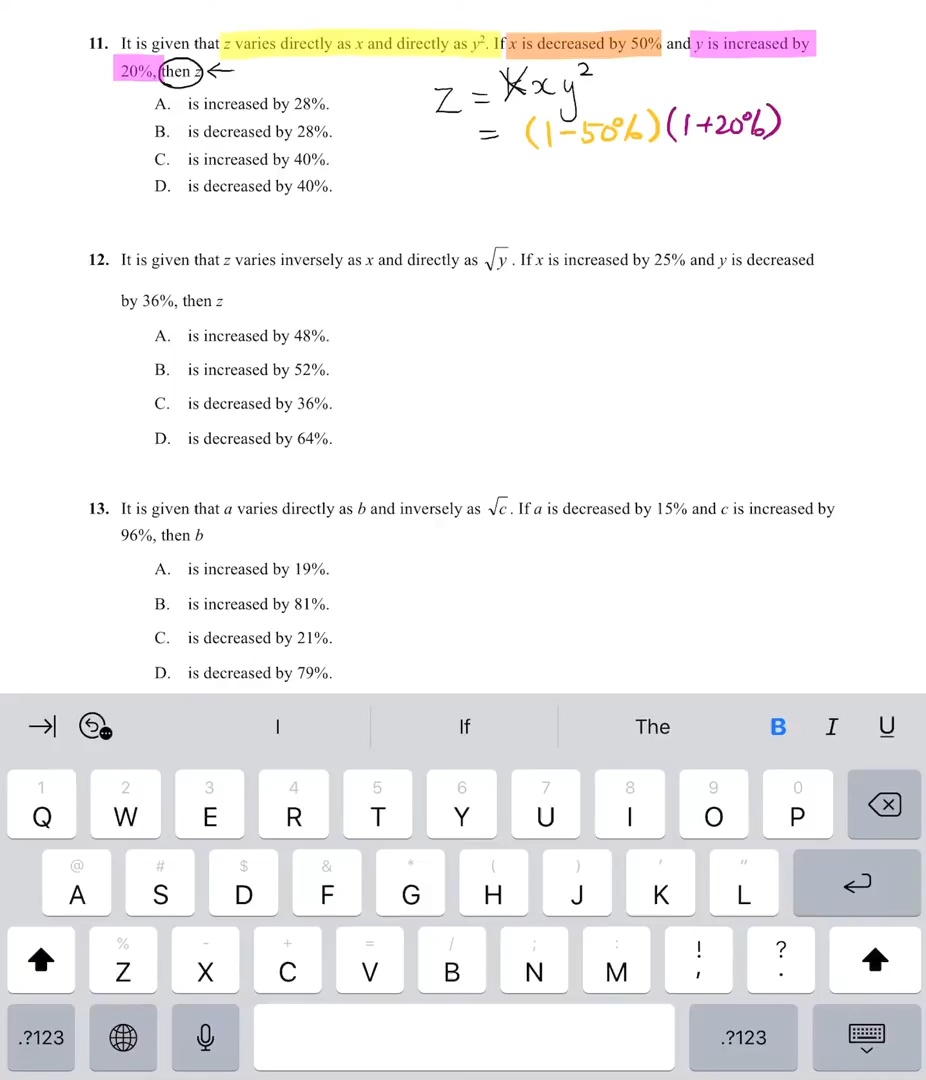 11. It is given that z varies directly as x and directly as y². If x is decreased by 50% and y is increased by
20%, then z ←
z = kxy²
= (1-50%)(1+20%)
A. is increased by 28%.
B. is decreased by 28%.
C. is increased by 40%.
D. is decreased by 40%.
12. It is given that z varies inversely as x and directly as √y. If x is increased by 25% and y is decreased
by 36%, then z
A. is increased by 48%.
B. is increased by 52%.
C. is decreased by 36%.
D. is decreased by 64%.
13. It is given that a varies directly as b and inversely as √c. If a is decreased by 15% and c is increased by
96%, then b
A. is increased by 19%.
B. is increased by 81%.
C. is decreased by 21%.
D. is decreased by 79%.
I If The B I U
1 2 3 4 5 6 7 8 9 0
Q W E R T Y U I O P
@ # $ & * ( ) ' "
A S D F G H J K L
% - + = / ; : ! ?
Z X C V B N M , .
.?123 .?123